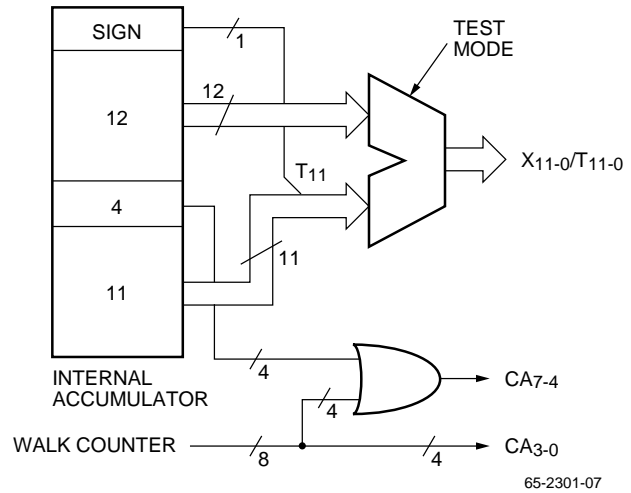 SIGN
1
TEST
MODE
12
12
X11-0/T11-0
T11
4
11
11
4
CA7-4
INTERNAL
ACCUMULATOR
4
WALK COUNTER
8
4
CA3-0
65-2301-07